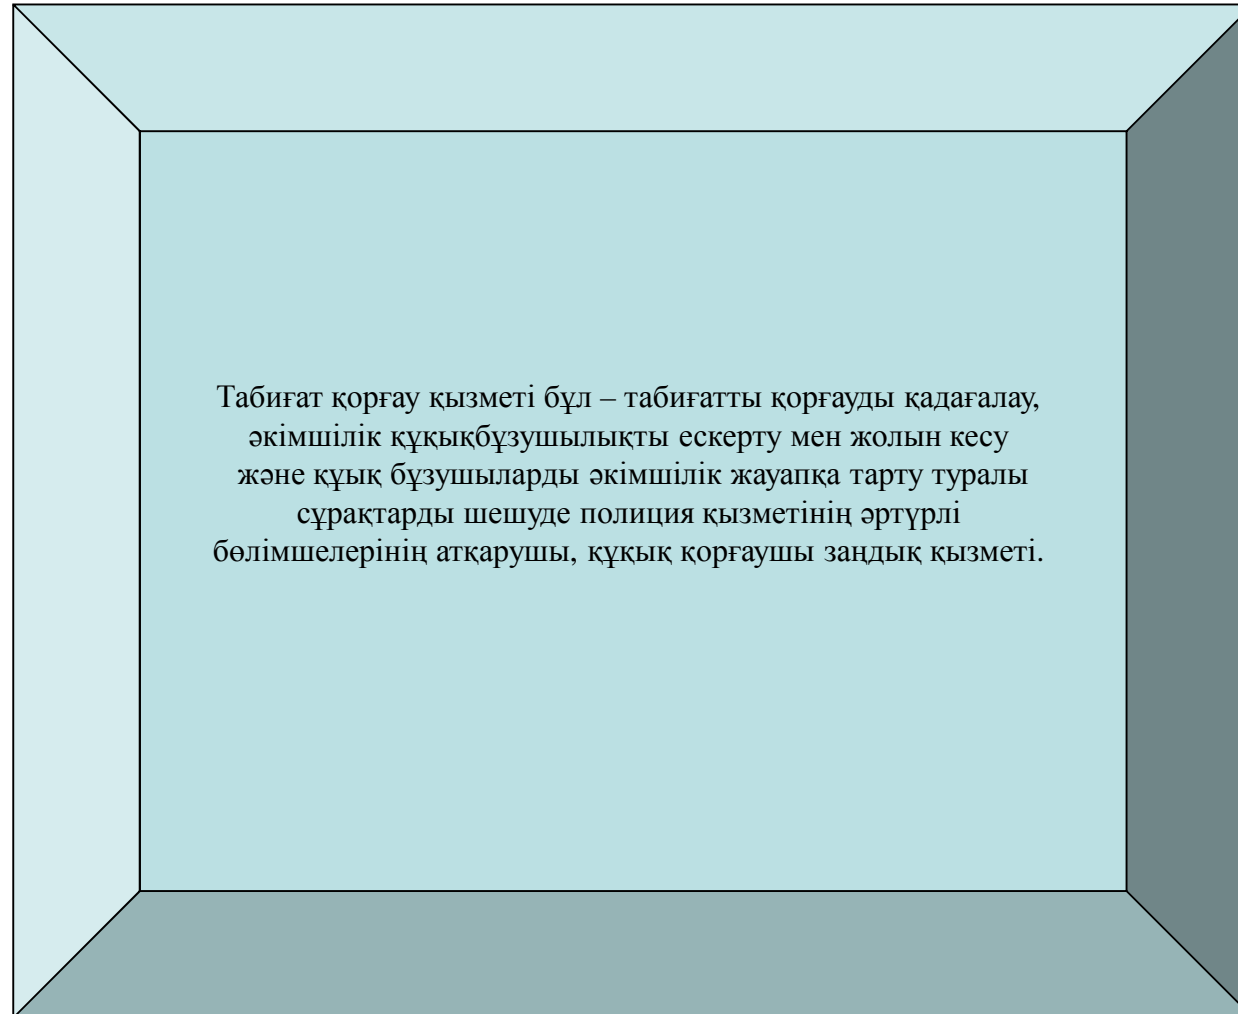 Табиғат қорғау қызметі бұл – табиғатты қорғауды қадағалау,
әкімшілік құқықбұзушылықты ескерту мен жолын кесу
және құық бұзушыларды әкімшілік жауапқа тарту туралы
сұрақтарды шешуде полиция қызметінің әртүрлі
бөлімшелерінің атқарушы, құқық қорғаушы заңдық қызметі.